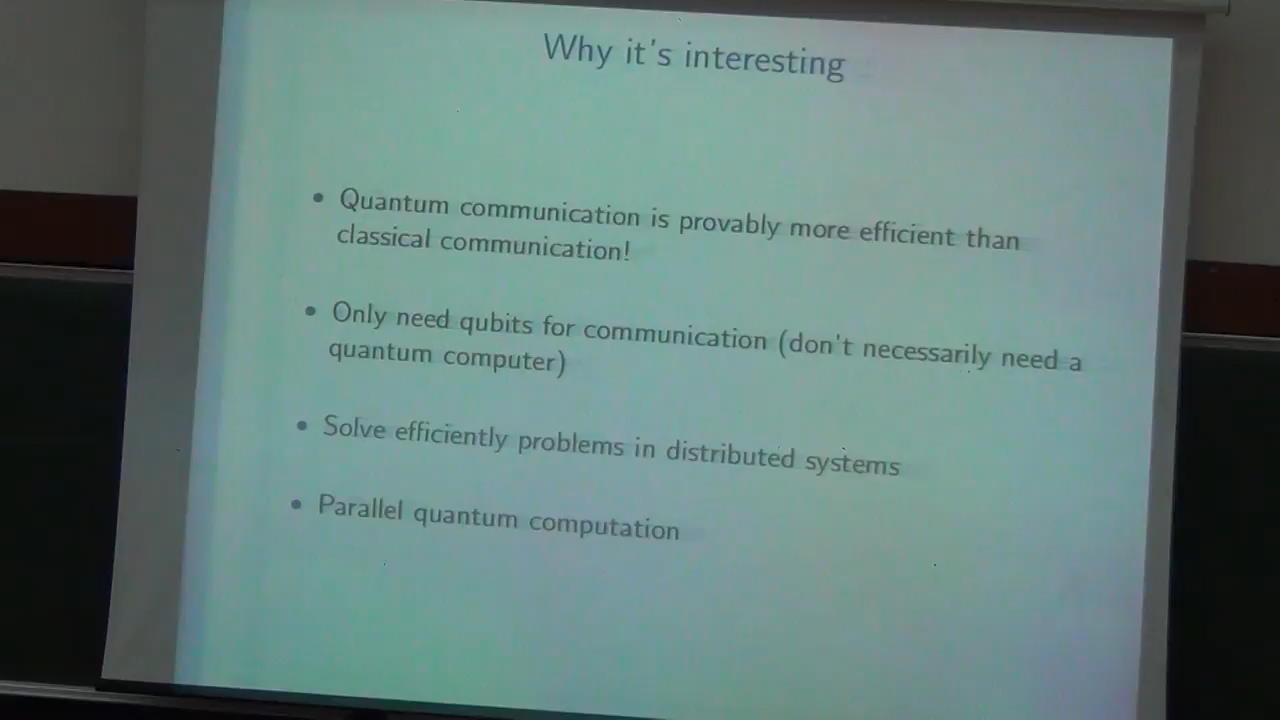 Why it's interesting
• Quantum communication is provably more efficient than
classical communication!
• Only need qubits for communication (don't necessarily need a
quantum computer)
• Solve efficiently problems in distributed systems
• Parallel quantum computation